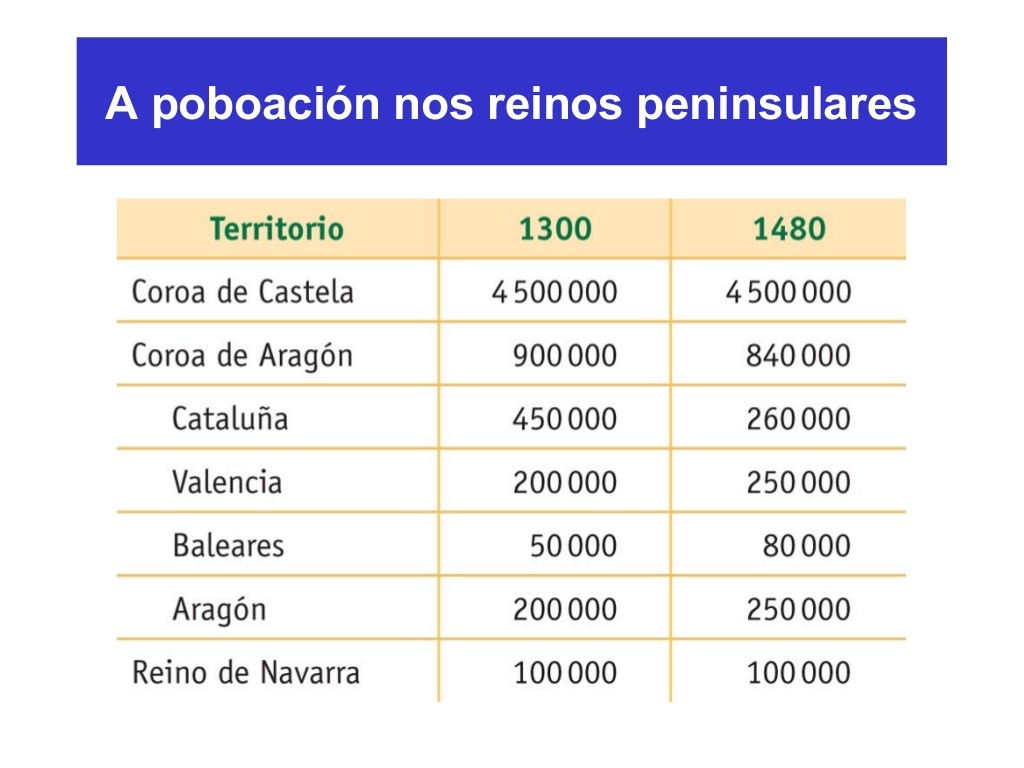 A poboación nos reinos peninsulares
Territorio 1300 1480
Coroa de Castela 4 500 000 4 500 000
Coroa de Aragón 900 000 840 000
Cataluña 450 000 260 000
Valencia 200 000 250 000
Baleares 50 000 80 000
Aragón 200 000 250 000
Reino de Navarra 100 000 100 000